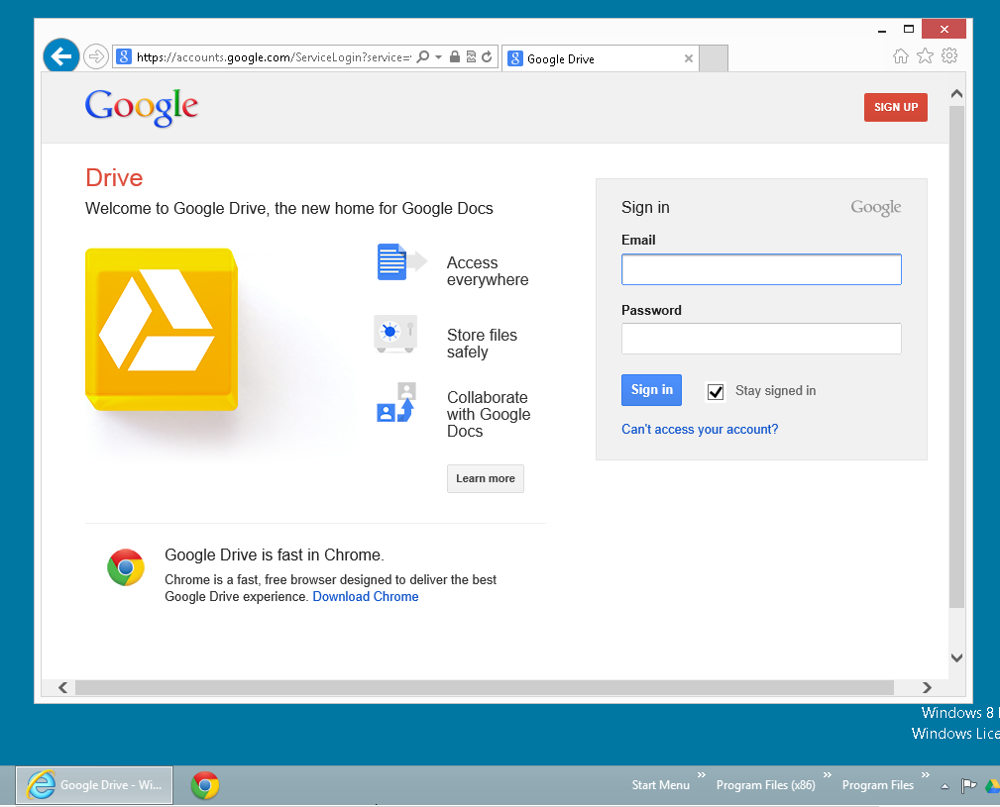 https://accounts.google.com/ServiceLogin?service=
Google Drive
Google
SIGN UP
Drive
Welcome to Google Drive, the new home for Google Docs
Access
everywhere
Store files
safely
Collaborate
with Google
Docs
Learn more
Sign in
Google
Email
Password
Sign in
Stay signed in
Can't access your account?
Google Drive is fast in Chrome.
Chrome is a fast, free browser designed to deliver the best
Google Drive experience. Download Chrome
Windows 8
Windows Lice
Google Drive - Wi...
Start Menu
Program Files (x86)
Program Files